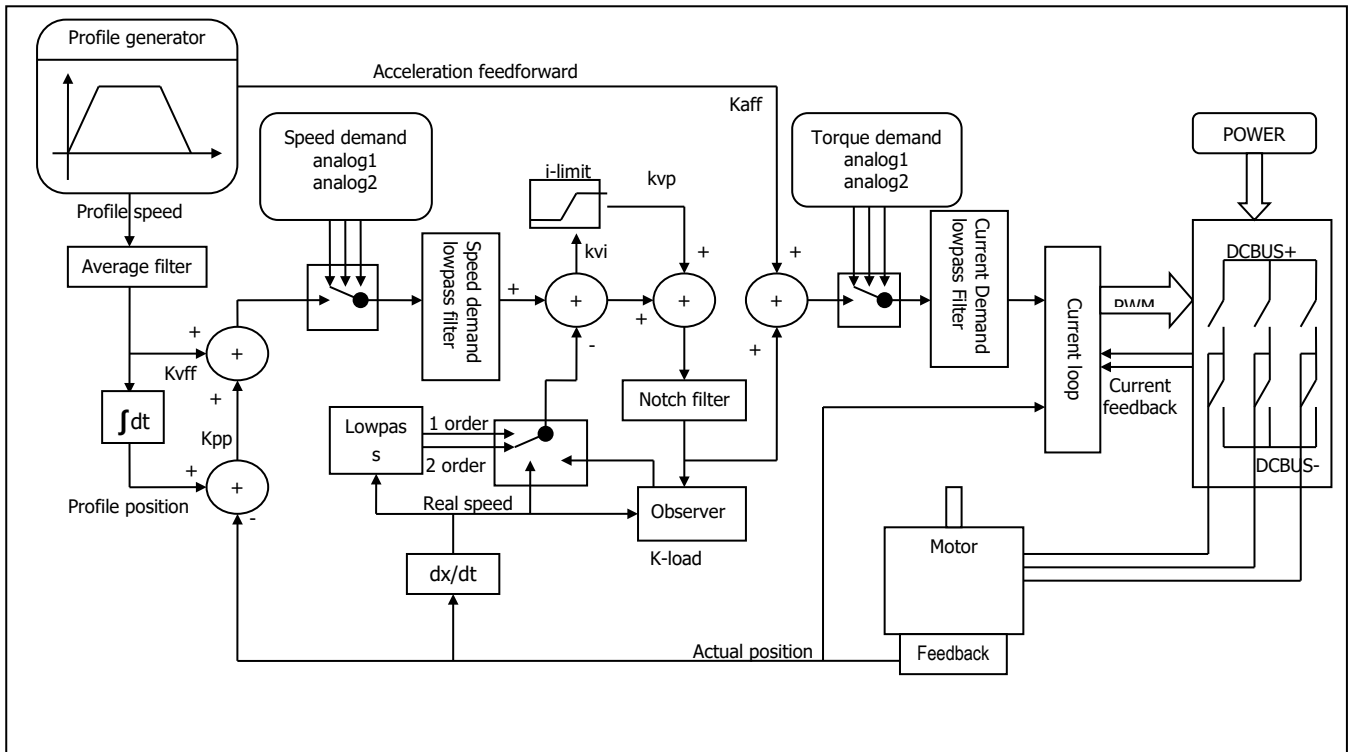 Profile generator
Acceleration feedforward
Kaff
Speed demand
analog1
analog2
Torque demand
analog1
analog2
POWER
i-limit
kvp
Profile speed
Average filter
Speed demand
lowpass filter
kvi
+
+
+
+
-
+
+
+
+
Current Demand
lowpass Filter
Current loop
PWM
DCBUS+
Current
feedback
DCBUS-
+
+
Kvff
+
∫dt
Kpp
+
+
-
Profile position
Lowpas
s
1 order
2 order
Real speed
Notch filter
Observer
K-load
dx/dt
Motor
Actual position
Feedback